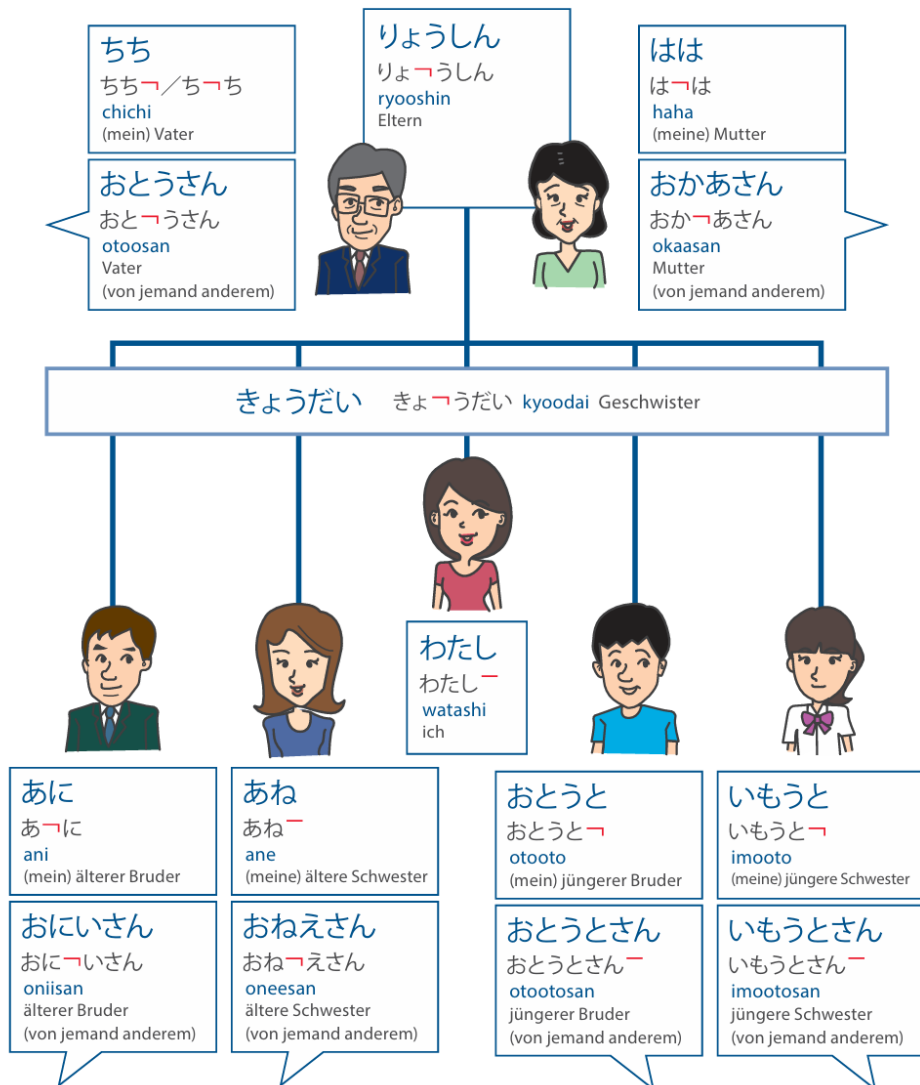 ちち
ちち￢／ち￢ち
chichi
(mein) Vater
おとうさん
おと￢うさん
otoosan
Vater
(von jemand anderem)
りょうしん
りょ￢うしん
ryooshin
Eltern
はは
は￢は
haha
(meine) Mutter
おかあさん
おか￢あさん
okaasan
Mutter
(von jemand anderem)
きょうだい きょ￢うだい kyoodai Geschwister
わたし
わたし￣
watashi
ich
あに
あ￢に
ani
(mein) älterer Bruder
おにいさん
おに￢いさん
oniisan
älterer Bruder
(von jemand anderem)
あね
あね￣
ane
(meine) ältere Schwester
おねえさん
おね￢えさん
oneesan
ältere Schwester
(von jemand anderem)
おとうと
おとうと￢
otooto
(mein) jüngerer Bruder
おとうとさん
おとうとさん￣
otootosan
jüngerer Bruder
(von jemand anderem)
いもうと
いもうと￢
imooto
(meine) jüngere Schwester
いもうとさん
いもうとさん￣
imootosan
jüngere Schwester
(von jemand anderem)